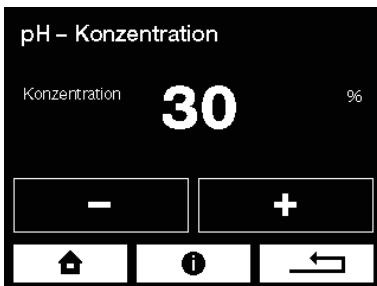 pH – Konzentration
Konzentration 30 %
– +
i